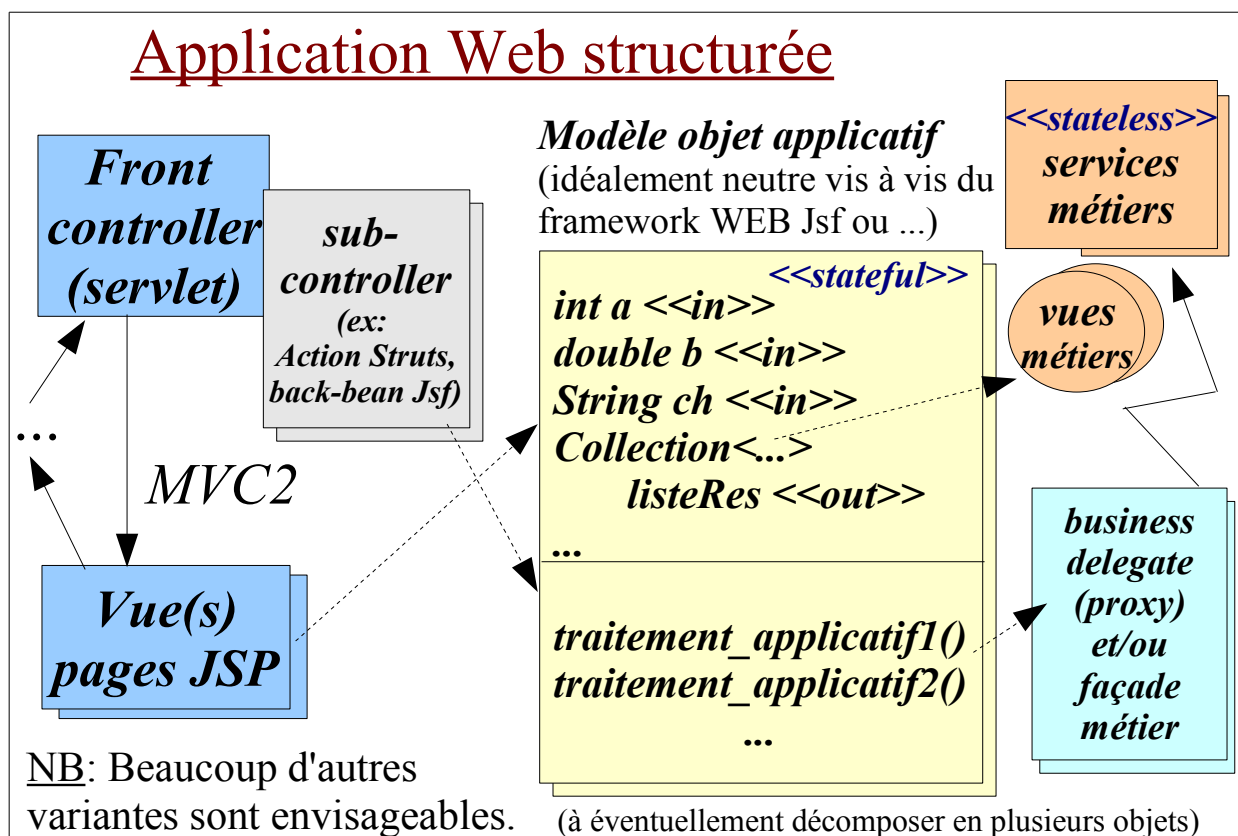 Application Web structurée
Front
controller
(servlet)
sub-
controller
(ex:
Action Struts,
back-bean Jsf)
...
MVC2
Vue(s)
pages JSP
NB: Beaucoup d'autres
variantes sont envisageables.
Modèle objet applicatif
(idéalement neutre vis à vis du
framework WEB Jsf ou ...)
<<stateful>>
int a <<in>>
double b <<in>>
String ch <<in>>
Collection<...>
listeRes <<out>>
...
traitement_applicatif1()
traitement_applicatif2()
...
(à éventuellement décomposer en plusieurs objets)
<<stateless>>
services
métiers
vues
métiers
business
delegate
(proxy)
et/ou
façade
métier